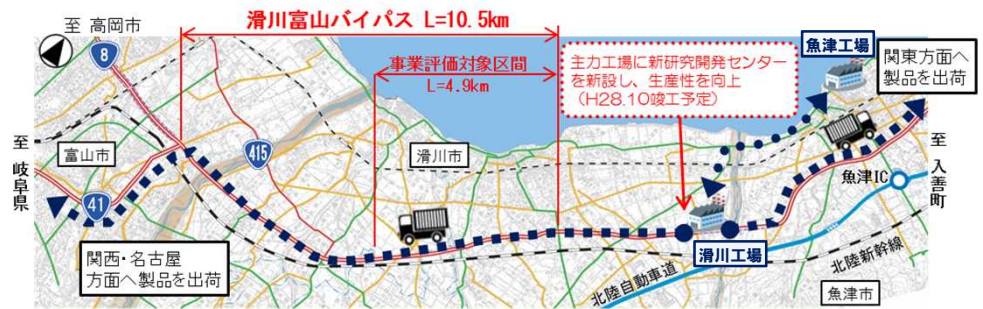 至 高岡市
滑川富山バイパス L=10.5km
8
事業評価対象区間
L=4.9km
主力工場に新研究開発センター
を新設し、生産性を向上
（H28.10竣工予定）
魚津工場
関東方面へ
製品を出荷
至 岐阜県
富山市
415
滑川市
至 入善町
41
魚津IC
関西・名古屋
方面へ製品を出荷
滑川工場
北陸自動車道
北陸新幹線
魚津市